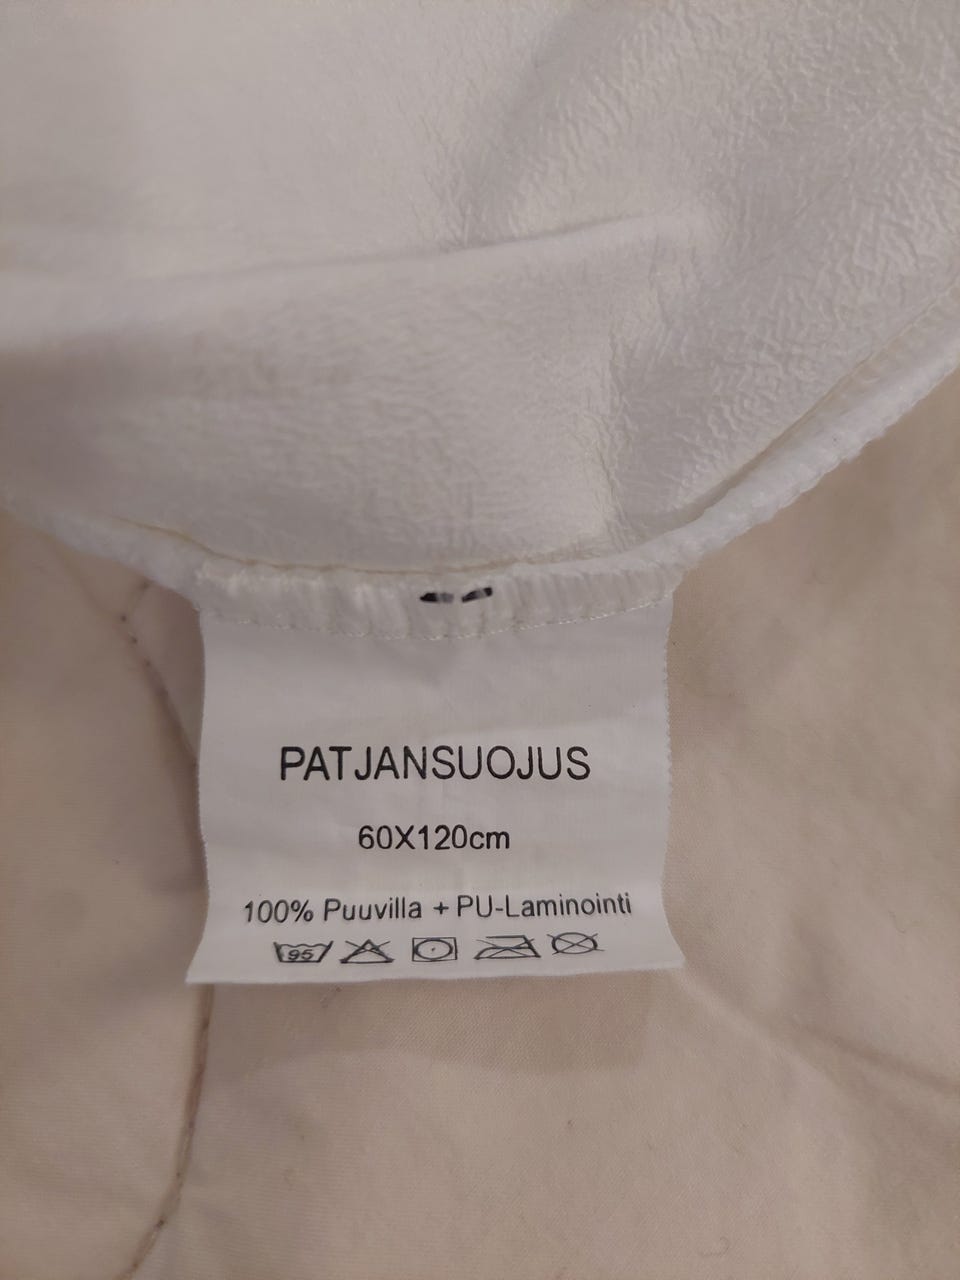 PATJANSUOJUS
60X120cm
100% Puuvilla + PU-Laminointi
95